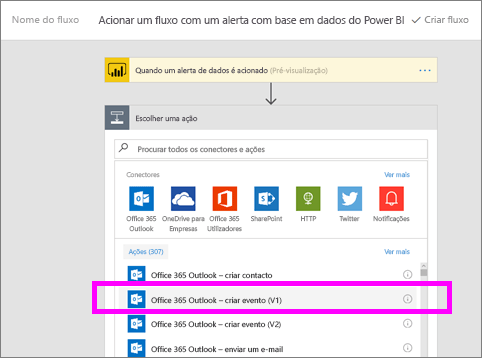 Nome do fluxo Acionar um fluxo com um alerta com base em dados do Power BI Criar fluxo
Quando um alerta de dados é acionado (Pré-visualização)
Escolher uma ação
Procurar todos os conectores e ações
Conectores Ver mais
Office 365 Outlook
OneDrive para Empresas
Office 365 Utilizadores
SharePoint
HTTP
Twitter
Notificações
Ações (307) Ver mais
Office 365 Outlook – criar contacto
Office 365 Outlook – criar evento (V1)
Office 365 Outlook – criar evento (V2)
Office 365 Outlook – enviar um e-mail